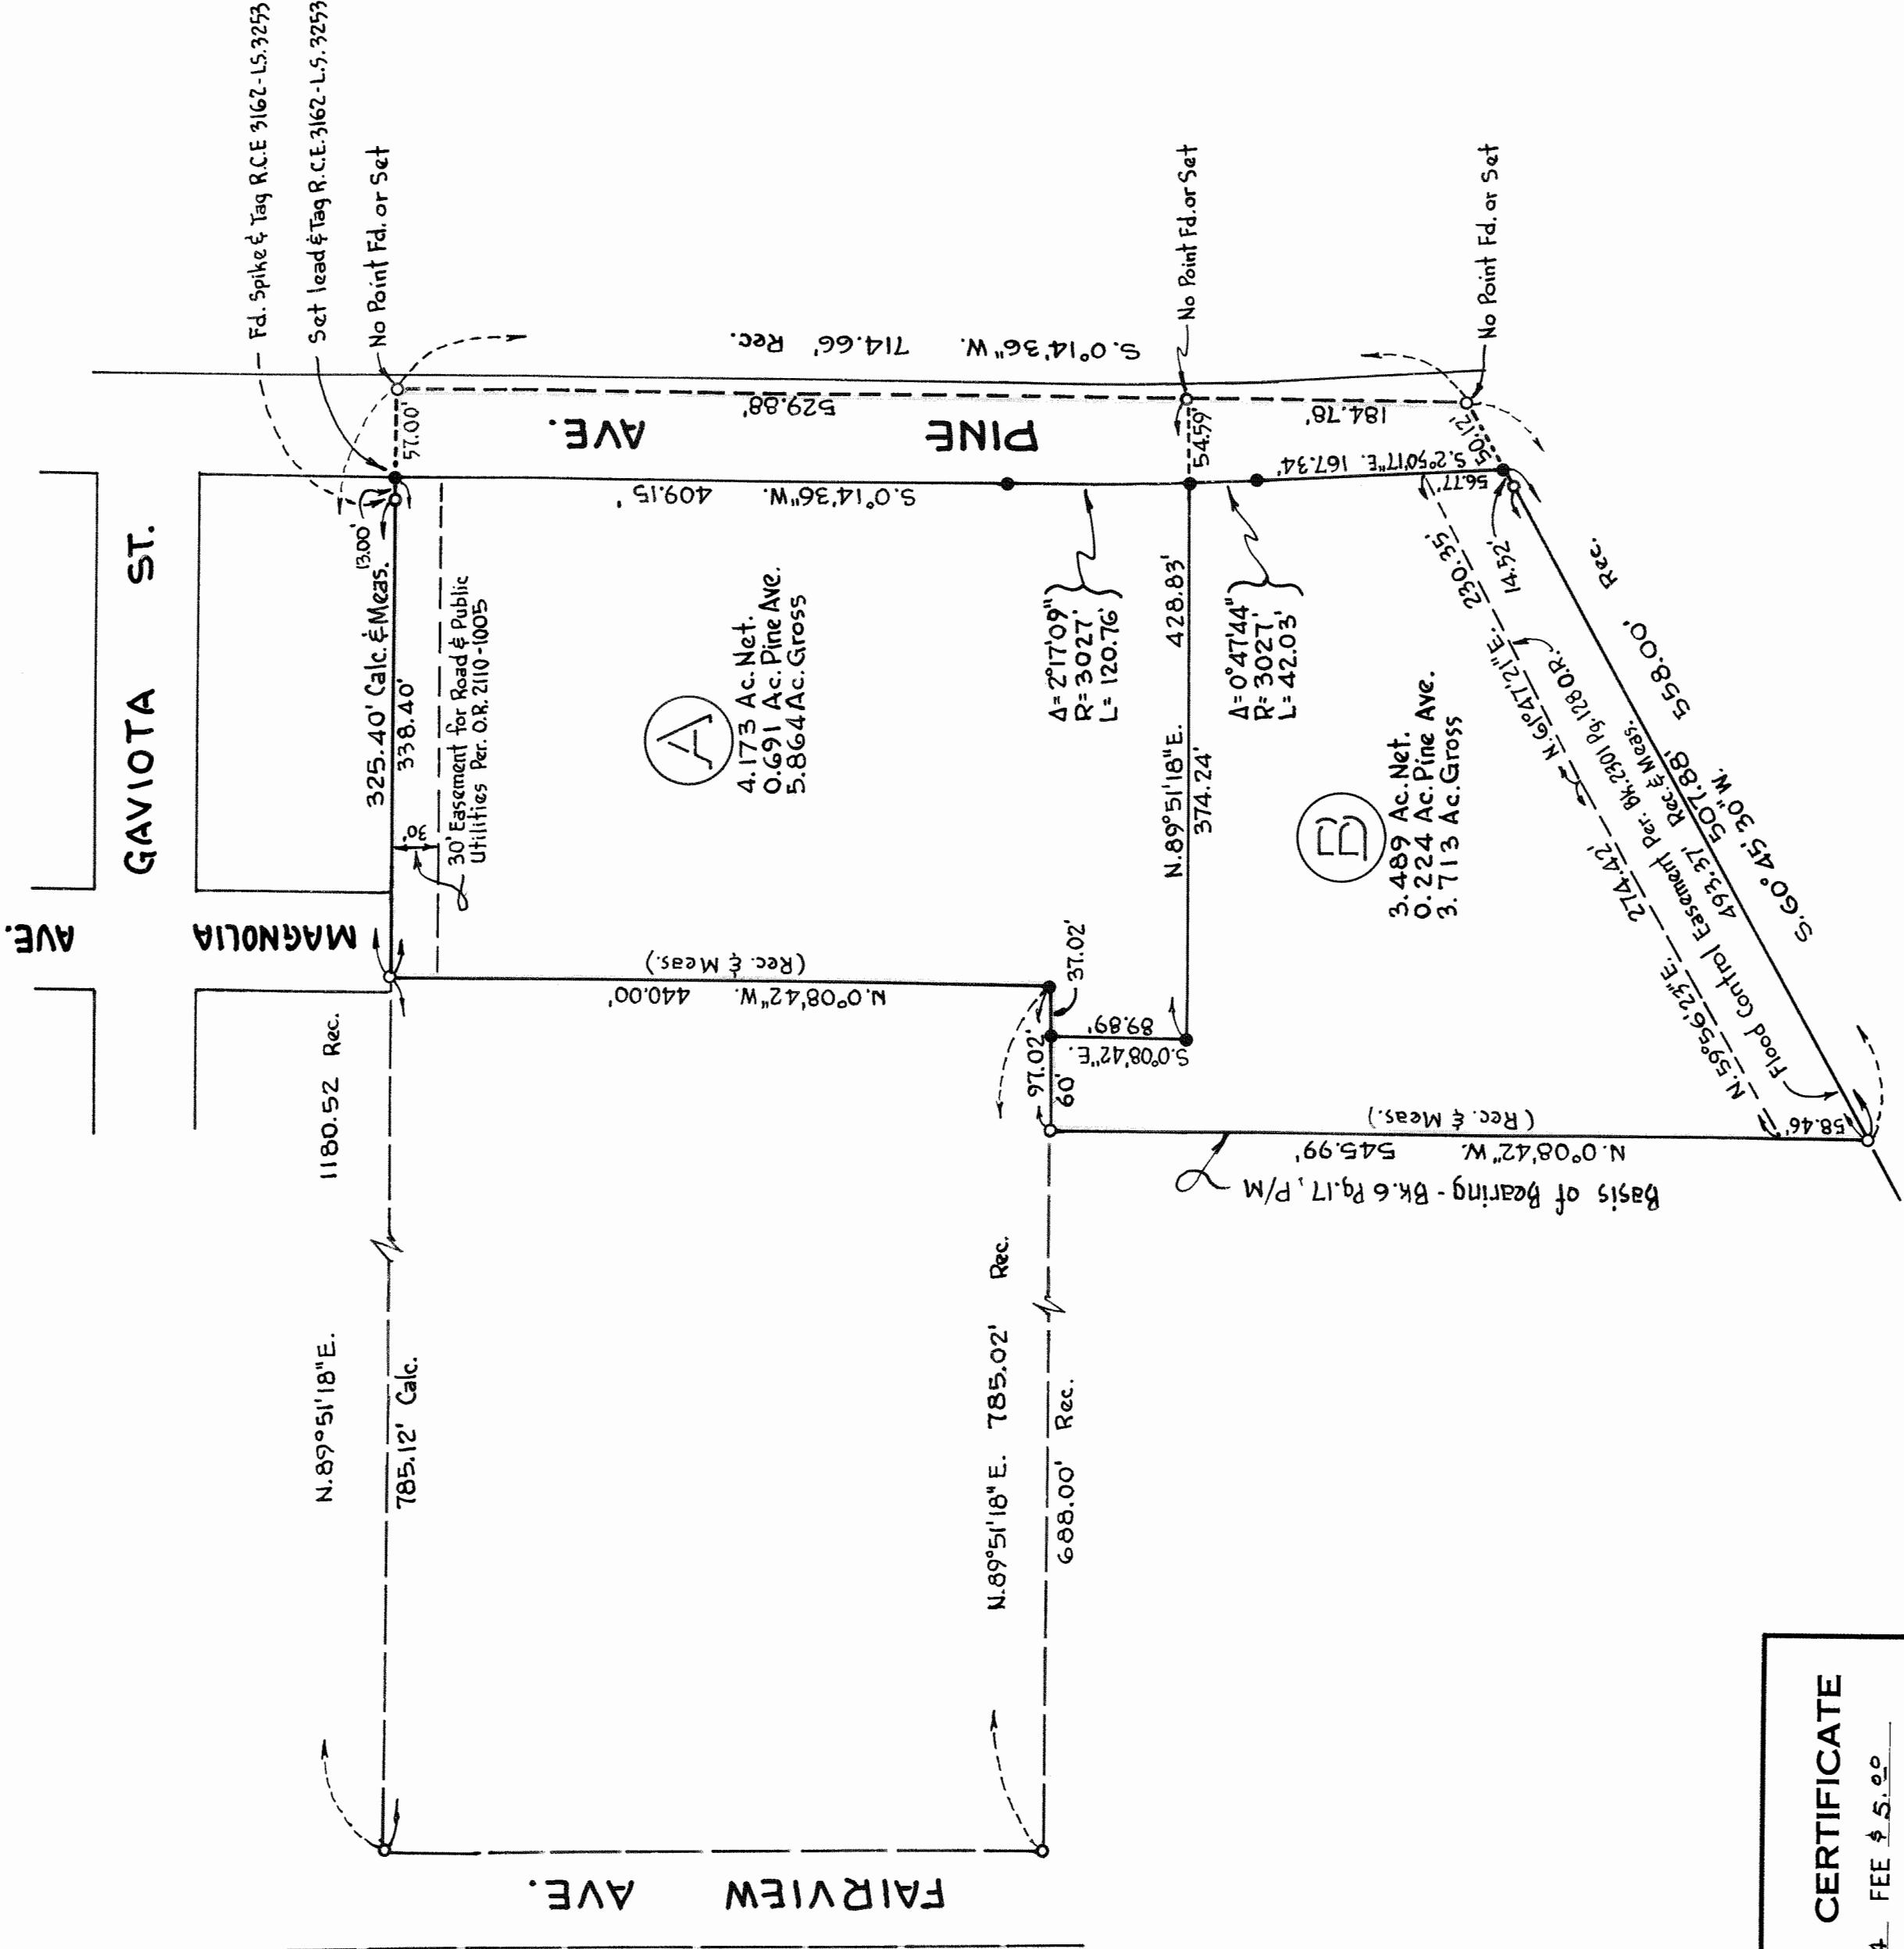 Fd. Spike & Tag R.C.E 3162-L.S.3253
Set lead & Tag R.C.E. 3162-L.S. 3253
No Point Fd. or Set
GAVIOTA ST.
MAGNOLIA AVE.
57.00'
13.00'
325.40' Calc. & Meas.
338.40'
30'
30' Easement for Road & Public
Utilities Per. O.R. 2110-1005
S.0°14'36"W. 714.66' Rec.
529.88'
PINE AVE.
S.0°14'36"W. 409.15'
A
4.173 Ac. Net.
0.691 Ac. Pine Ave.
5.864 Ac. Gross
N.0°08'42"W. 440.00'
(Rec. & Meas.)
Δ=2°17'09"
R=3027'
L=120.76'
No Point Fd. or Set
54.59'
N.89°51'18"E. 428.83'
374.24'
Δ=0°47'44"
R=3027'
L=42.03'
37.02'
97.02'
60'
S.0°08'42"E.
89.89'
184.78'
No Point Fd. or Set
50.12'
S.2°50'17"E. 167.34'
56.77'
14.52'
B
3.489 Ac. Net.
0.224 Ac. Pine Ave.
3.713 Ac. Gross
N.61°47'21"E. 230.35'
274.42'
N.59°56'23"E.
Flood Control Easement Per. Bk. 2301 Pg. 128 O.R.
493.37' Rec. & Meas.
507.88'
S.60°45'30"W.
558.00' Rec.
58.46'
(Rec. & Meas.)
N.0°08'42"W. 545.99'
Basis of Bearing - Bk.6 Pg.17, P/M
N.89°51'18"E. 1180.52 Rec.
785.12' Calc.
N.89°51'18"E. 785.02' Rec.
688.00' Rec.
FAIRVIEW AVE.
CERTIFICATE
4 FEE $ 5.00